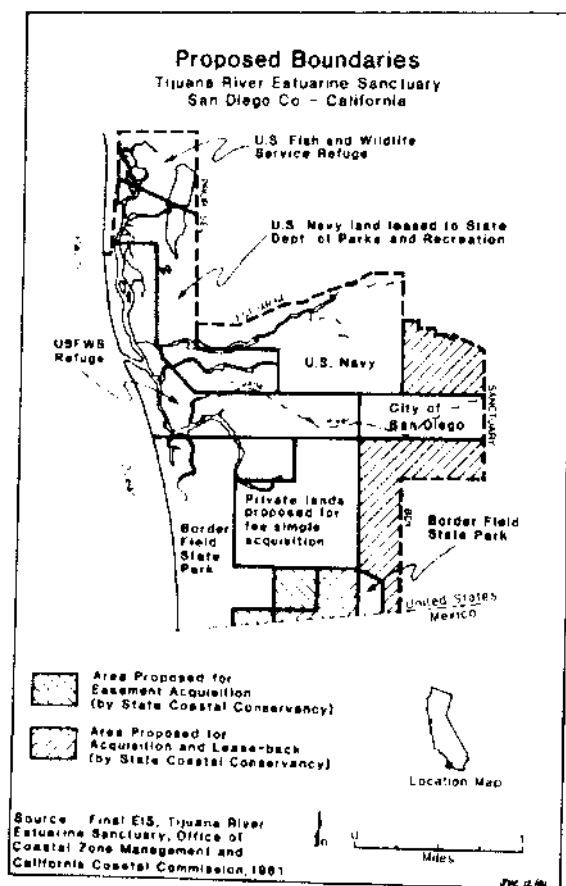 Proposed Boundaries
Tijuana River Estuarine Sanctuary
San Diego Co - California
U.S. Fish and Wildlife
Service Refuge
U.S. Navy land leased to State
Dept. of Parks and Recreation
USFWS
Refuge
U.S. Navy
City of
San Diego
SANCTUARY
Private lands
proposed for
fee simple
acquisition
Border
Field
State
Park
Border Field
State Park
United States
Mexico
Area Proposed for
Easement Acquisition
(by State Coastal Conservancy)
Area Proposed for
Acquisition and Lease-back
(by State Coastal Conservancy)
Location Map
Source: Final EIS, Tijuana River
Estuarine Sanctuary, Office of
Coastal Zone Management and
California Coastal Commission, 1981
n
0 1
Miles